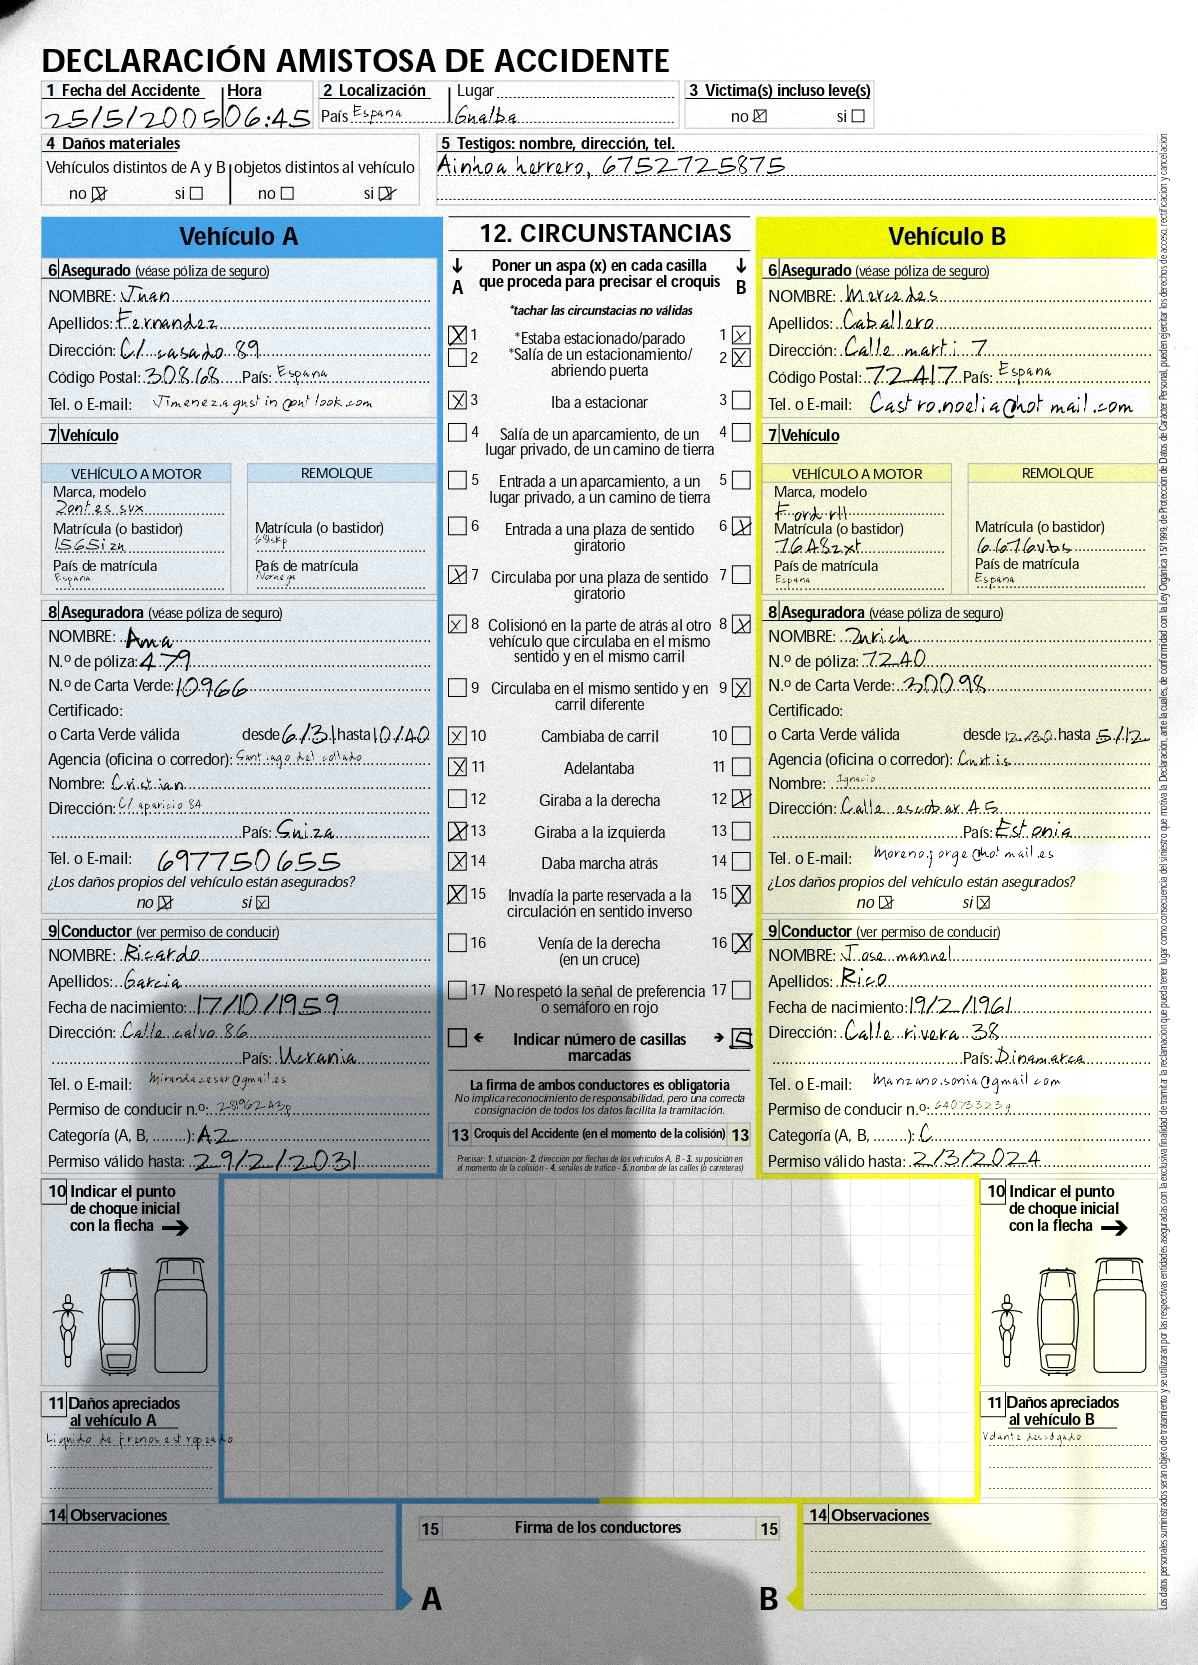 DECLARACIÓN AMISTOSA DE ACCIDENTE
1 Fecha del Accidente Hora 2 Localización Lugar 3 Victima(s) incluso leve(s)
25/5/2005 06:45 País Espana Gualba no si
4 Daños materiales 5 Testigos: nombre, dirección, tel.
Vehículos distintos de A y B objetos distintos al vehículo Ainhoa herrero, 6752725875
no si no si
Vehículo A
6 Asegurado (véase póliza de seguro)
NOMBRE: Juan
Apellidos: Fernandez
Dirección: C/ casado 89
Código Postal: 30868 País: Espana
Tel. o E-mail: Jimenez.agustin@outlook.com
7 Vehículo
VEHÍCULO A MOTOR REMOLQUE
Marca, modelo
Zontes svx
Matrícula (o bastidor) Matrícula (o bastidor)
1565izn
País de matrícula País de matrícula
Espana Noruega
8 Aseguradora (véase póliza de seguro)
NOMBRE: Ama
N.º de póliza: 479
N.º de Carta Verde: 10966
Certificado:
o Carta Verde válida desde 6/31 hasta 10/40
Agencia (oficina o corredor): Santiago del collado
Nombre: Cristian
Dirección: C/ aparicio 84
País: Suiza
Tel. o E-mail: 697750655
¿Los daños propios del vehículo están asegurados?
no si
9 Conductor (ver permiso de conducir)
NOMBRE: Ricardo
Apellidos: Garcia
Fecha de nacimiento: 17/10/1959
Dirección: Calle calvo 86
País: Ucrania
Tel. o E-mail: Mirandacesar@gmail.es
Permiso de conducir n.º: 28196243p
Categoría (A, B, ........): A2
Permiso válido hasta: 29/2/2031
12. CIRCUNSTANCIAS
A Poner un aspa (x) en cada casilla B
que proceda para precisar el croquis
*tachar las circunstacias no válidas
1 *Estaba estacionado/parado 1
2 *Salía de un estacionamiento/ 2
abriendo puerta
3 Iba a estacionar 3
4 Salía de un aparcamiento, de un 4
lugar privado, de un camino de tierra
5 Entrada a un aparcamiento, a un 5
lugar privado, a un camino de tierra
6 Entrada a una plaza de sentido 6
giratorio
7 Circulaba por una plaza de sentido 7
giratorio
8 Colisionó en la parte de atrás al otro 8
vehículo que circulaba en el mismo
sentido y en el mismo carril
9 Circulaba en el mismo sentido y en 9
carril diferente
10 Cambiaba de carril 10
11 Adelantaba 11
12 Giraba a la derecha 12
13 Giraba a la izquierda 13
14 Daba marcha atrás 14
15 Invadía la parte reservada a la 15
circulación en sentido inverso
16 Venía de la derecha 16
(en un cruce)
17 No respetó la señal de preferencia 17
o semáforo en rojo
Indicar número de casillas 5
marcadas
La firma de ambos conductores es obligatoria
No implica reconocimiento de responsabilidad, pero una correcta
consignación de todos los datos facilita la tramitación.
13 Croquis del Accidente (en el momento de la colisión) 13
Precisar: 1. situación- 2. dirección por flechas de los vehículos A, B - 3. su posición en
el momento de la colisión - 4. señales de trafico - 5. nombre de las calles (o carreteras)
Vehículo B
6 Asegurado (véase póliza de seguro)
NOMBRE: Mercedes
Apellidos: Caballero
Dirección: Calle marti 7
Código Postal: 72417 País: Espana
Tel. o E-mail: Castro.noelia@hotmail.com
7 Vehículo
VEHÍCULO A MOTOR REMOLQUE
Marca, modelo
Ford rll
Matrícula (o bastidor) Matrícula (o bastidor)
7648zxt 6676vbs
País de matrícula País de matrícula
Espana Espana
8 Aseguradora (véase póliza de seguro)
NOMBRE: Zurich
N.º de póliza: 7240
N.º de Carta Verde: 30098
Certificado:
o Carta Verde válida desde 12/30 hasta 5/12
Agencia (oficina o corredor): Curtis
Nombre: Ignacio
Dirección: Calle escobar 45
País: Estonia
Tel. o E-mail: Moreno.jorge@hotmail.es
¿Los daños propios del vehículo están asegurados?
no si
9 Conductor (ver permiso de conducir)
NOMBRE: Jose manuel
Apellidos: Rico
Fecha de nacimiento: 19/2/1961
Dirección: Calle rivera 38
País: Dinamarca
Tel. o E-mail: Manzano.sonia@gmail.com
Permiso de conducir n.º: 64073323g
Categoría (A, B, ........): C
Permiso válido hasta: 2/3/2024
10 Indicar el punto
de choque inicial
con la flecha
11 Daños apreciados
al vehículo A
Liquido de frenos estropeado
14 Observaciones
15 Firma de los conductores 15
A B
10 Indicar el punto
de choque inicial
con la flecha
11 Daños apreciados
al vehículo B
Volante descolgado
14 Observaciones
Los datos personales suministrados seran objeto de tratamiento y se utilizaran por las respectivas entidades aseguradas con la exclusiva finalidad de tramitar la reclamación que pueda tener lugar como consecuencia del siniestro que motiva la Declaración, ante la cuales, de conformidad con la Ley Organica 15/1999, de Protección de Datos de Carácter Personal, pueden ejercitar los derechos de acceso, rectificación y cancelación